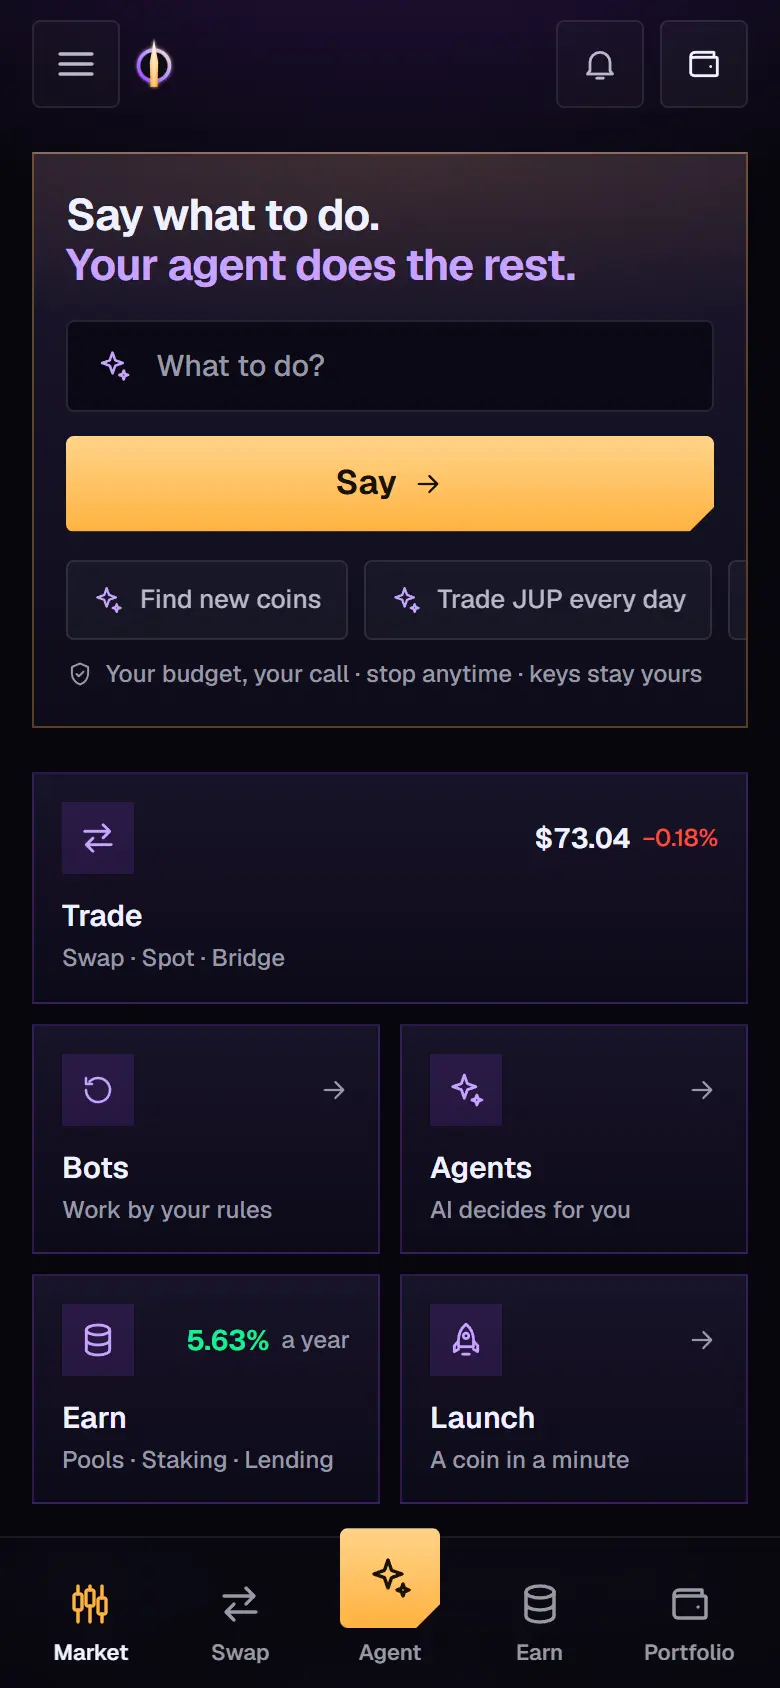 Say what to do.
Your agent does the rest.
What to do?
Say →
Find new coins
Trade JUP every day
Your budget, your call · stop anytime · keys stay yours
$73.04 −0.18%
Trade
Swap · Spot · Bridge
Bots
Work by your rules
Agents
AI decides for you
5.63% a year
Earn
Pools · Staking · Lending
Launch
A coin in a minute
Market
Swap
Agent
Earn
Portfolio